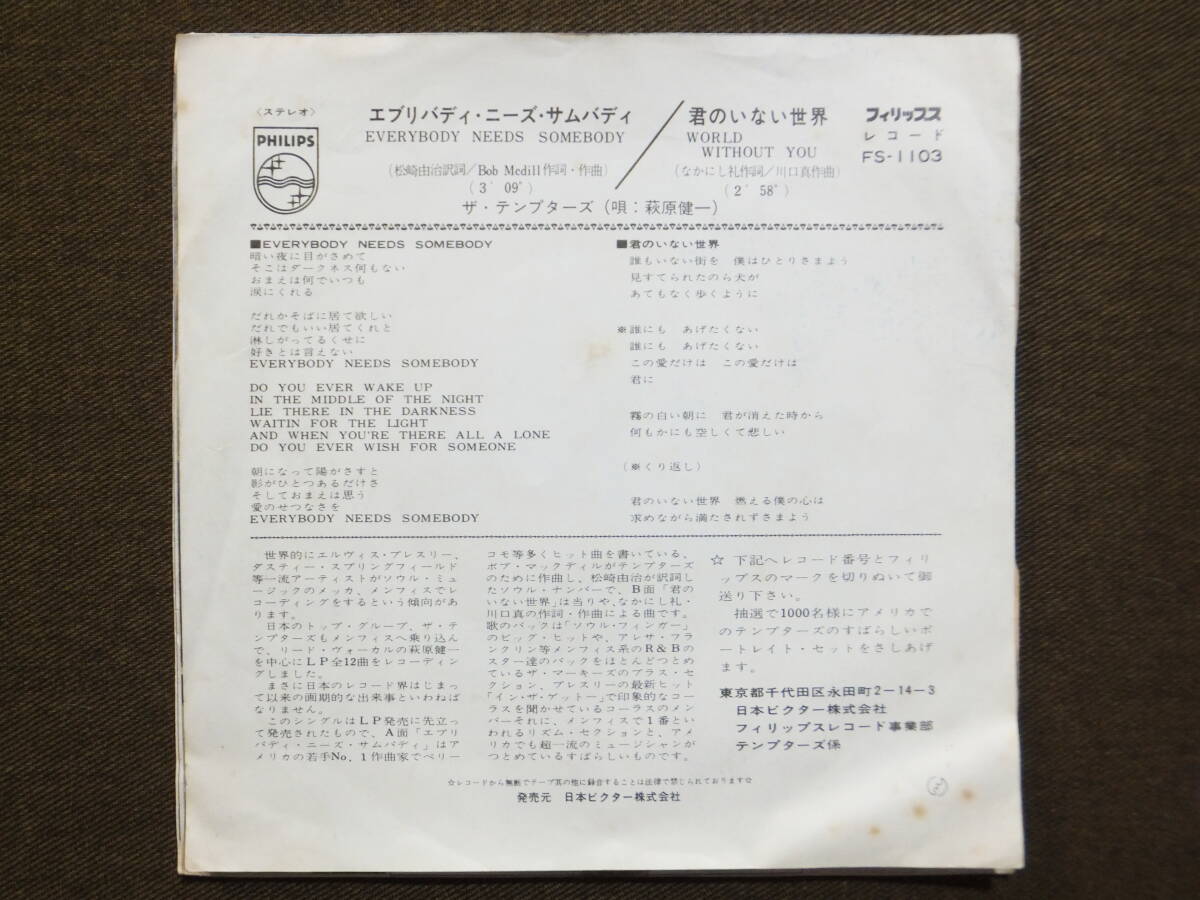 〈ステレオ〉
PHILIPS
エブリバディ・ニーズ・サムバディ
EVERYBODY NEEDS SOMEBODY
(松崎由治訳詞/Bob Mcdill作詞・作曲)
(3′09″)
君のいない世界
WORLD
WITHOUT YOU
(なかにし礼作詞/川口真作曲)
(2′58″)
フィリップス
レコード
FS-1103
ザ・テンプターズ(唄:萩原健一)
■EVERYBODY NEEDS SOMEBODY
暗い夜に目がさめて
そこはダークネス何もない
おまえは何でいつも
涙にくれる
だれかそばに居て欲しい
だれでもいい居てくれと
淋しがってるくせに
好きとは言えない
EVERYBODY NEEDS SOMEBODY
DO YOU EVER WAKE UP
IN THE MIDDLE OF THE NIGHT
LIE THERE IN THE DARKNESS
WAITIN FOR THE LIGHT
AND WHEN YOU'RE THERE ALL A LONE
DO YOU EVER WISH FOR SOMEONE
朝になって陽がさすと
影がひとつあるだけさ
そしておまえは思う
愛のせつなさを
EVERYBODY NEEDS SOMEBODY
■君のいない世界
誰もいない街を 僕はひとりさまよう
見すてられたのら犬が
あてもなく歩くように
※誰にも あげたくない
誰にも あげたくない
この愛だけは この愛だけは
君に
霧の白い朝に 君が消えた時から
何もかにも空しくて悲しい
(※くり返し)
君のいない世界 燃える僕の心は
求めながら満たされずさまよう
世界的にエルヴィス・プレスリー、
ダスティー・スプリングフィールド
等一流アーティストがソウル・ミュ
ージックのメッカ、メンフィスでレ
コーディングをするという傾向があ
ります。
日本のトップ・グループ、ザ・テ
ンプターズもメンフィスへ乗り込ん
で、リード・ヴォーカルの萩原健一
を中心にLP全12曲をレコーディン
グしました。
まさに日本のレコード界はじまっ
て以来の画期的な出来事といわねば
なりません。
このシングルはLP発売に先立っ
て発売されたもので、A面「エブリ
バディ・ニーズ・サムバディ」はア
メリカの若手No.1作曲家でペリー・
コモ等多くヒット曲を書いている、
ボブ・マックディルがテンプターズ
のために作曲し、松崎由治が訳詞し
たソウル・ナンバーで、B面「君の
いない世界」は当りや、なかにし礼・
川口真の作詞・作曲による曲です。
歌のバックは「ソウル・フィンガー」
のビッグ・ヒットや、アレサ・フラ
ンクリン等メンフィス系のR&Bの
スター達のバックをほとんどつとめ
ているザ・マーキーズのブラス・セ
クション、プレスリーの最新ヒット
「イン・ザ・ゲットー」で印象的なコー
ラスを聞かせているコーラスのメン
バーそれに、メンフィスで1番とい
われるリズム・セクションと、アメ
リカでも超一流のミュージシャンが
つとめているすばらしいものです。
☆ 下記へレコード番号とフィリ
ップスのマークを切りぬいて御
送り下さい。
抽選で1000名様にアメリカで
のテンプターズのすばらしいポ
ートレイト・セットをさしあげ
ます。
東京都千代田区永田町2-14-3
日本ビクター株式会社
フィリップスレコード事業部
テンプターズ係
☆レコードから無断でテープ其の他に録音することは法律で禁じられております☆
発売元 日本ビクター株式会社